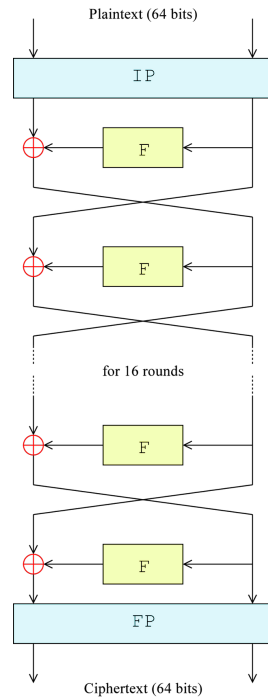 Plaintext (64 bits)
IP
F
F
for 16 rounds
F
F
FP
Ciphertext (64 bits)